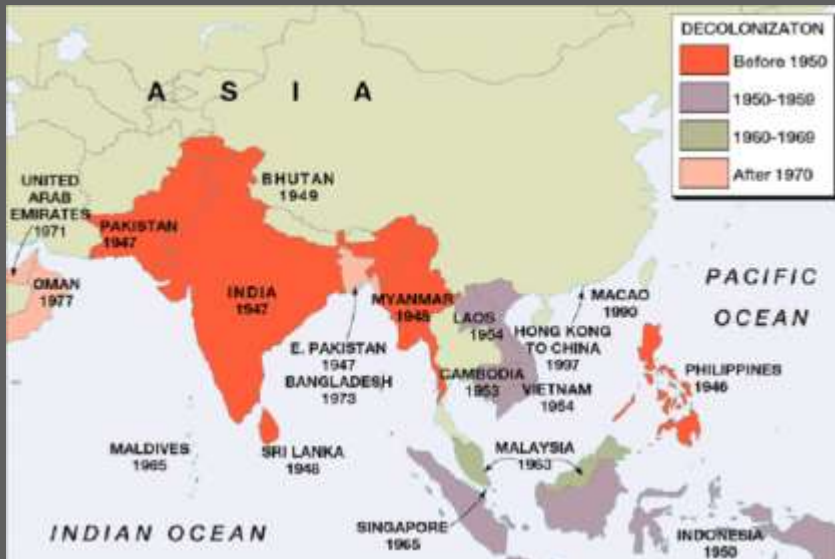 DECOLONIZATON
Before 1950
1950-1959
1960-1969
After 1970
A S I A
UNITED
ARAB
EMIRATES
1971
OMAN
1977
PAKISTAN
1947
BHUTAN
1949
INDIA
1947
MYANMAR
1948
E. PAKISTAN
1947
BANGLADESH
1973
LAOS
1954
CAMBODIA
1953
VIETNAM
1954
HONG KONG
TO CHINA
1997
MACAO
1990
PACIFIC
OCEAN
PHILIPPINES
1946
MALDIVES
1965
SRI LANKA
1948
MALAYSIA
1963
SINGAPORE
1965
INDONESIA
1950
INDIAN OCEAN